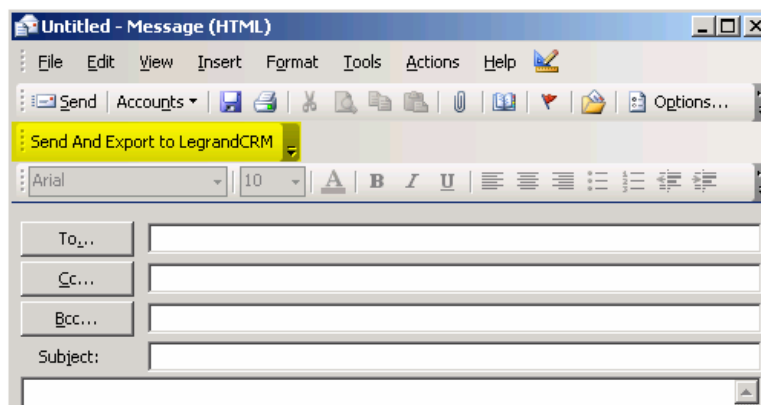 Untitled - Message (HTML)
File Edit View Insert Format Tools Actions Help
Send Accounts Options...
Send And Export to LegrandCRM
Arial 10 A B I U
To...
Cc...
Bcc...
Subject: